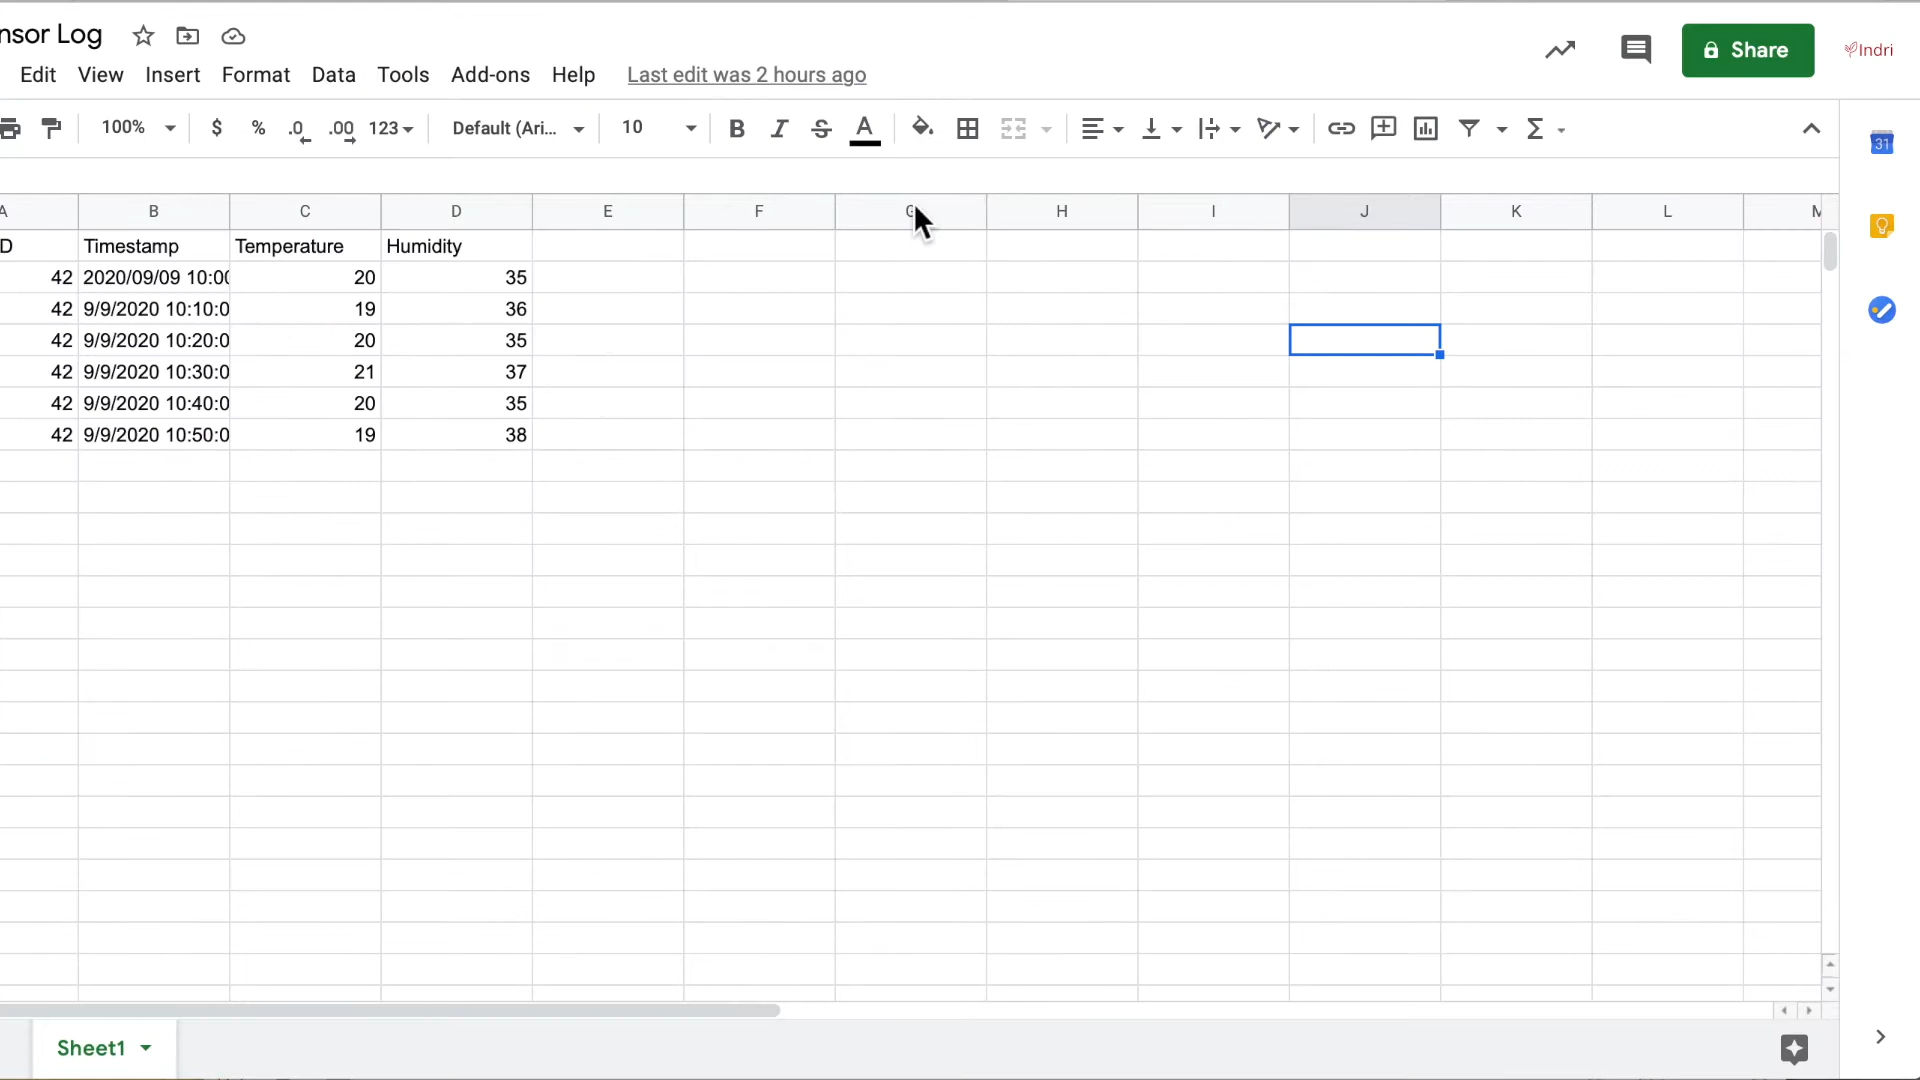 nsor Log
Share
Indri
Edit View Insert Format Data Tools Add-ons Help Last edit was 2 hours ago
100% $ % .0 .00 123 Default (Ari... 10 B I S A Σ
31
A B C D E F G H I J K L M
D Timestamp Temperature Humidity
42 2020/09/09 10:00 20 35
42 9/9/2020 10:10:0 19 36
42 9/9/2020 10:20:0 20 35
42 9/9/2020 10:30:0 21 37
42 9/9/2020 10:40:0 20 35
42 9/9/2020 10:50:0 19 38
Sheet1